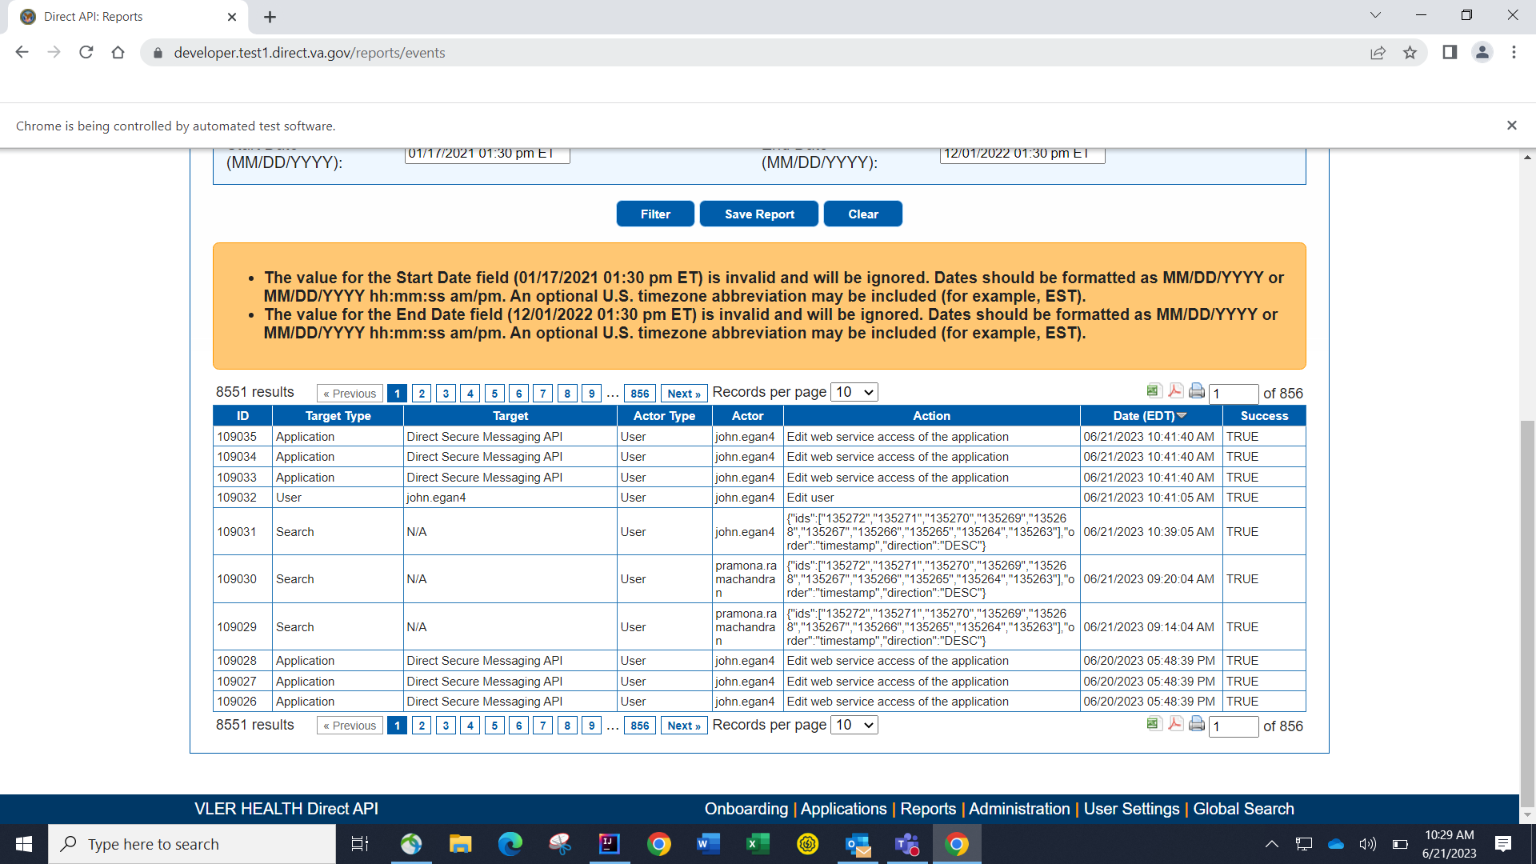 Direct API: Reports
developer.test1.direct.va.gov/reports/events
Chrome is being controlled by automated test software.
(MM/DD/YYYY): 01/17/2021 01:30 pm ET (MM/DD/YYYY): 12/01/2022 01:30 pm ET
Filter Save Report Clear
• The value for the Start Date field (01/17/2021 01:30 pm ET) is invalid and will be ignored. Dates should be formatted as MM/DD/YYYY or
MM/DD/YYYY hh:mm:ss am/pm. An optional U.S. timezone abbreviation may be included (for example, EST).
• The value for the End Date field (12/01/2022 01:30 pm ET) is invalid and will be ignored. Dates should be formatted as MM/DD/YYYY or
MM/DD/YYYY hh:mm:ss am/pm. An optional U.S. timezone abbreviation may be included (for example, EST).
8551 results « Previous 1 2 3 4 5 6 7 8 9 ... 856 Next » Records per page 10 1 of 856
ID Target Type Target Actor Type Actor Action Date (EDT) Success
109035 Application Direct Secure Messaging API User john.egan4 Edit web service access of the application 06/21/2023 10:41:40 AM TRUE
109034 Application Direct Secure Messaging API User john.egan4 Edit web service access of the application 06/21/2023 10:41:40 AM TRUE
109033 Application Direct Secure Messaging API User john.egan4 Edit web service access of the application 06/21/2023 10:41:40 AM TRUE
109032 User john.egan4 User john.egan4 Edit user 06/21/2023 10:41:05 AM TRUE
{"ids":["135272","135271","135270","135269","13526
109031 Search N/A User john.egan4 8","135267","135266","135265","135264","135263"],"o 06/21/2023 10:39:05 AM TRUE
rder":"timestamp","direction":"DESC"}
pramona.ra {"ids":["135272","135271","135270","135269","13526
109030 Search N/A User machandra 8","135267","135266","135265","135264","135263"],"o 06/21/2023 09:20:04 AM TRUE
n rder":"timestamp","direction":"DESC"}
pramona.ra {"ids":["135272","135271","135270","135269","13526
109029 Search N/A User machandra 8","135267","135266","135265","135264","135263"],"o 06/21/2023 09:14:04 AM TRUE
n rder":"timestamp","direction":"DESC"}
109028 Application Direct Secure Messaging API User john.egan4 Edit web service access of the application 06/20/2023 05:48:39 PM TRUE
109027 Application Direct Secure Messaging API User john.egan4 Edit web service access of the application 06/20/2023 05:48:39 PM TRUE
109026 Application Direct Secure Messaging API User john.egan4 Edit web service access of the application 06/20/2023 05:48:39 PM TRUE
8551 results « Previous 1 2 3 4 5 6 7 8 9 ... 856 Next » Records per page 10 1 of 856
VLER HEALTH Direct API Onboarding | Applications | Reports | Administration | User Settings | Global Search
Type here to search
10:29 AM
6/21/2023